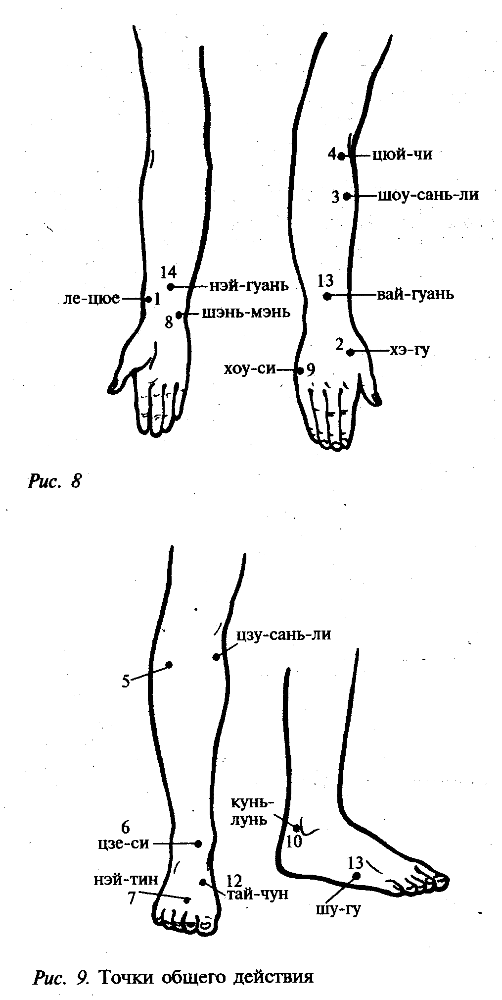 4 цюй-чи
3 шоу-сань-ли
14 нэй-гуань
13 вай-гуань
ле-цюе 1
8 шэнь-мэнь
2 хэ-гу
хоу-си 9
Рис. 8
цзу-сань-ли
5
кунь-
лунь
10
6
цзе-си
13
шу-гу
нэй-тин
7
12
тай-чун
Рис. 9. Точки общего действия